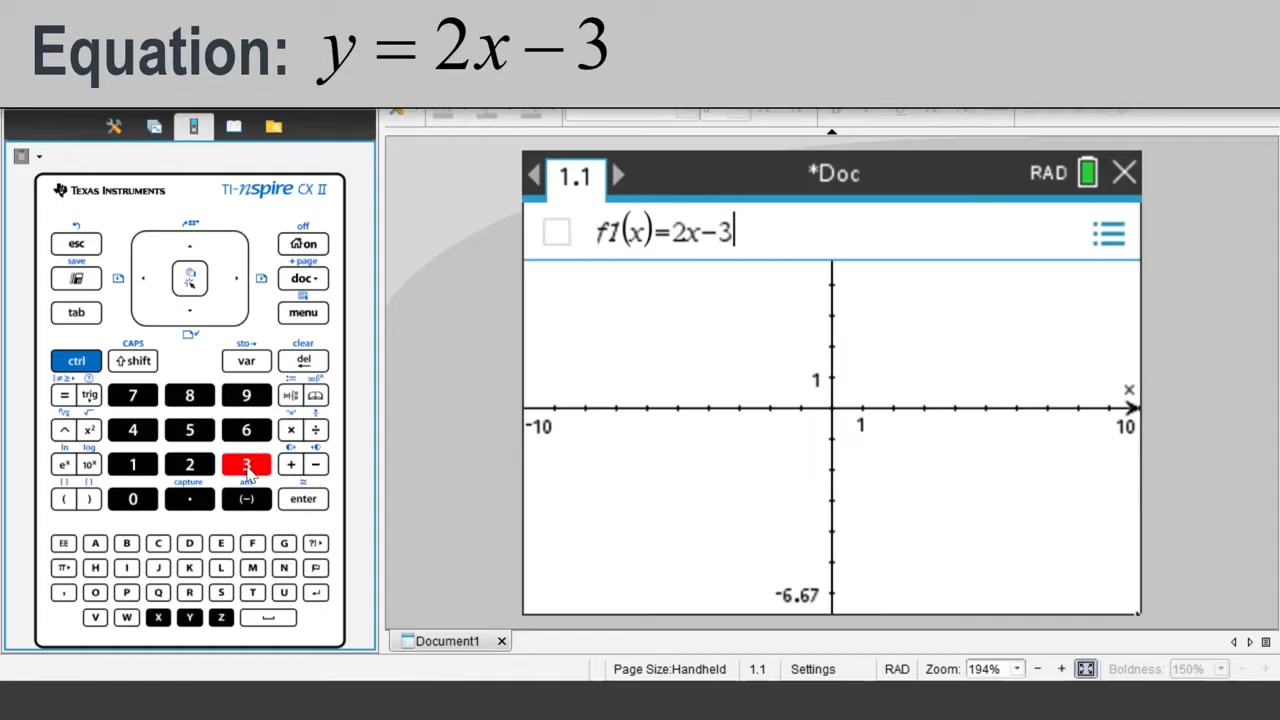 Equation: y = 2x − 3
TEXAS INSTRUMENTS TI-nspire CX II
off
esc
on
save
+ page
doc
tab
menu
CAPS
sto→
clear
ctrl
shift
var
del
= trig 7 8 9
^ x² 4 5 6 × ÷
ln log
eˣ 10ˣ 1 2 3 + −
capture
( ) 0 . (−) enter
EE A B C D E F G ?!
π H I J K L M N
, O P Q R S T U
V W X Y Z
1.1 *Doc RAD
f1(x)=2x−3
1
x
-10 1 10
-6.67
Document1
Page Size:Handheld 1.1 Settings RAD Zoom: 194% − + Boldness: 150% − +